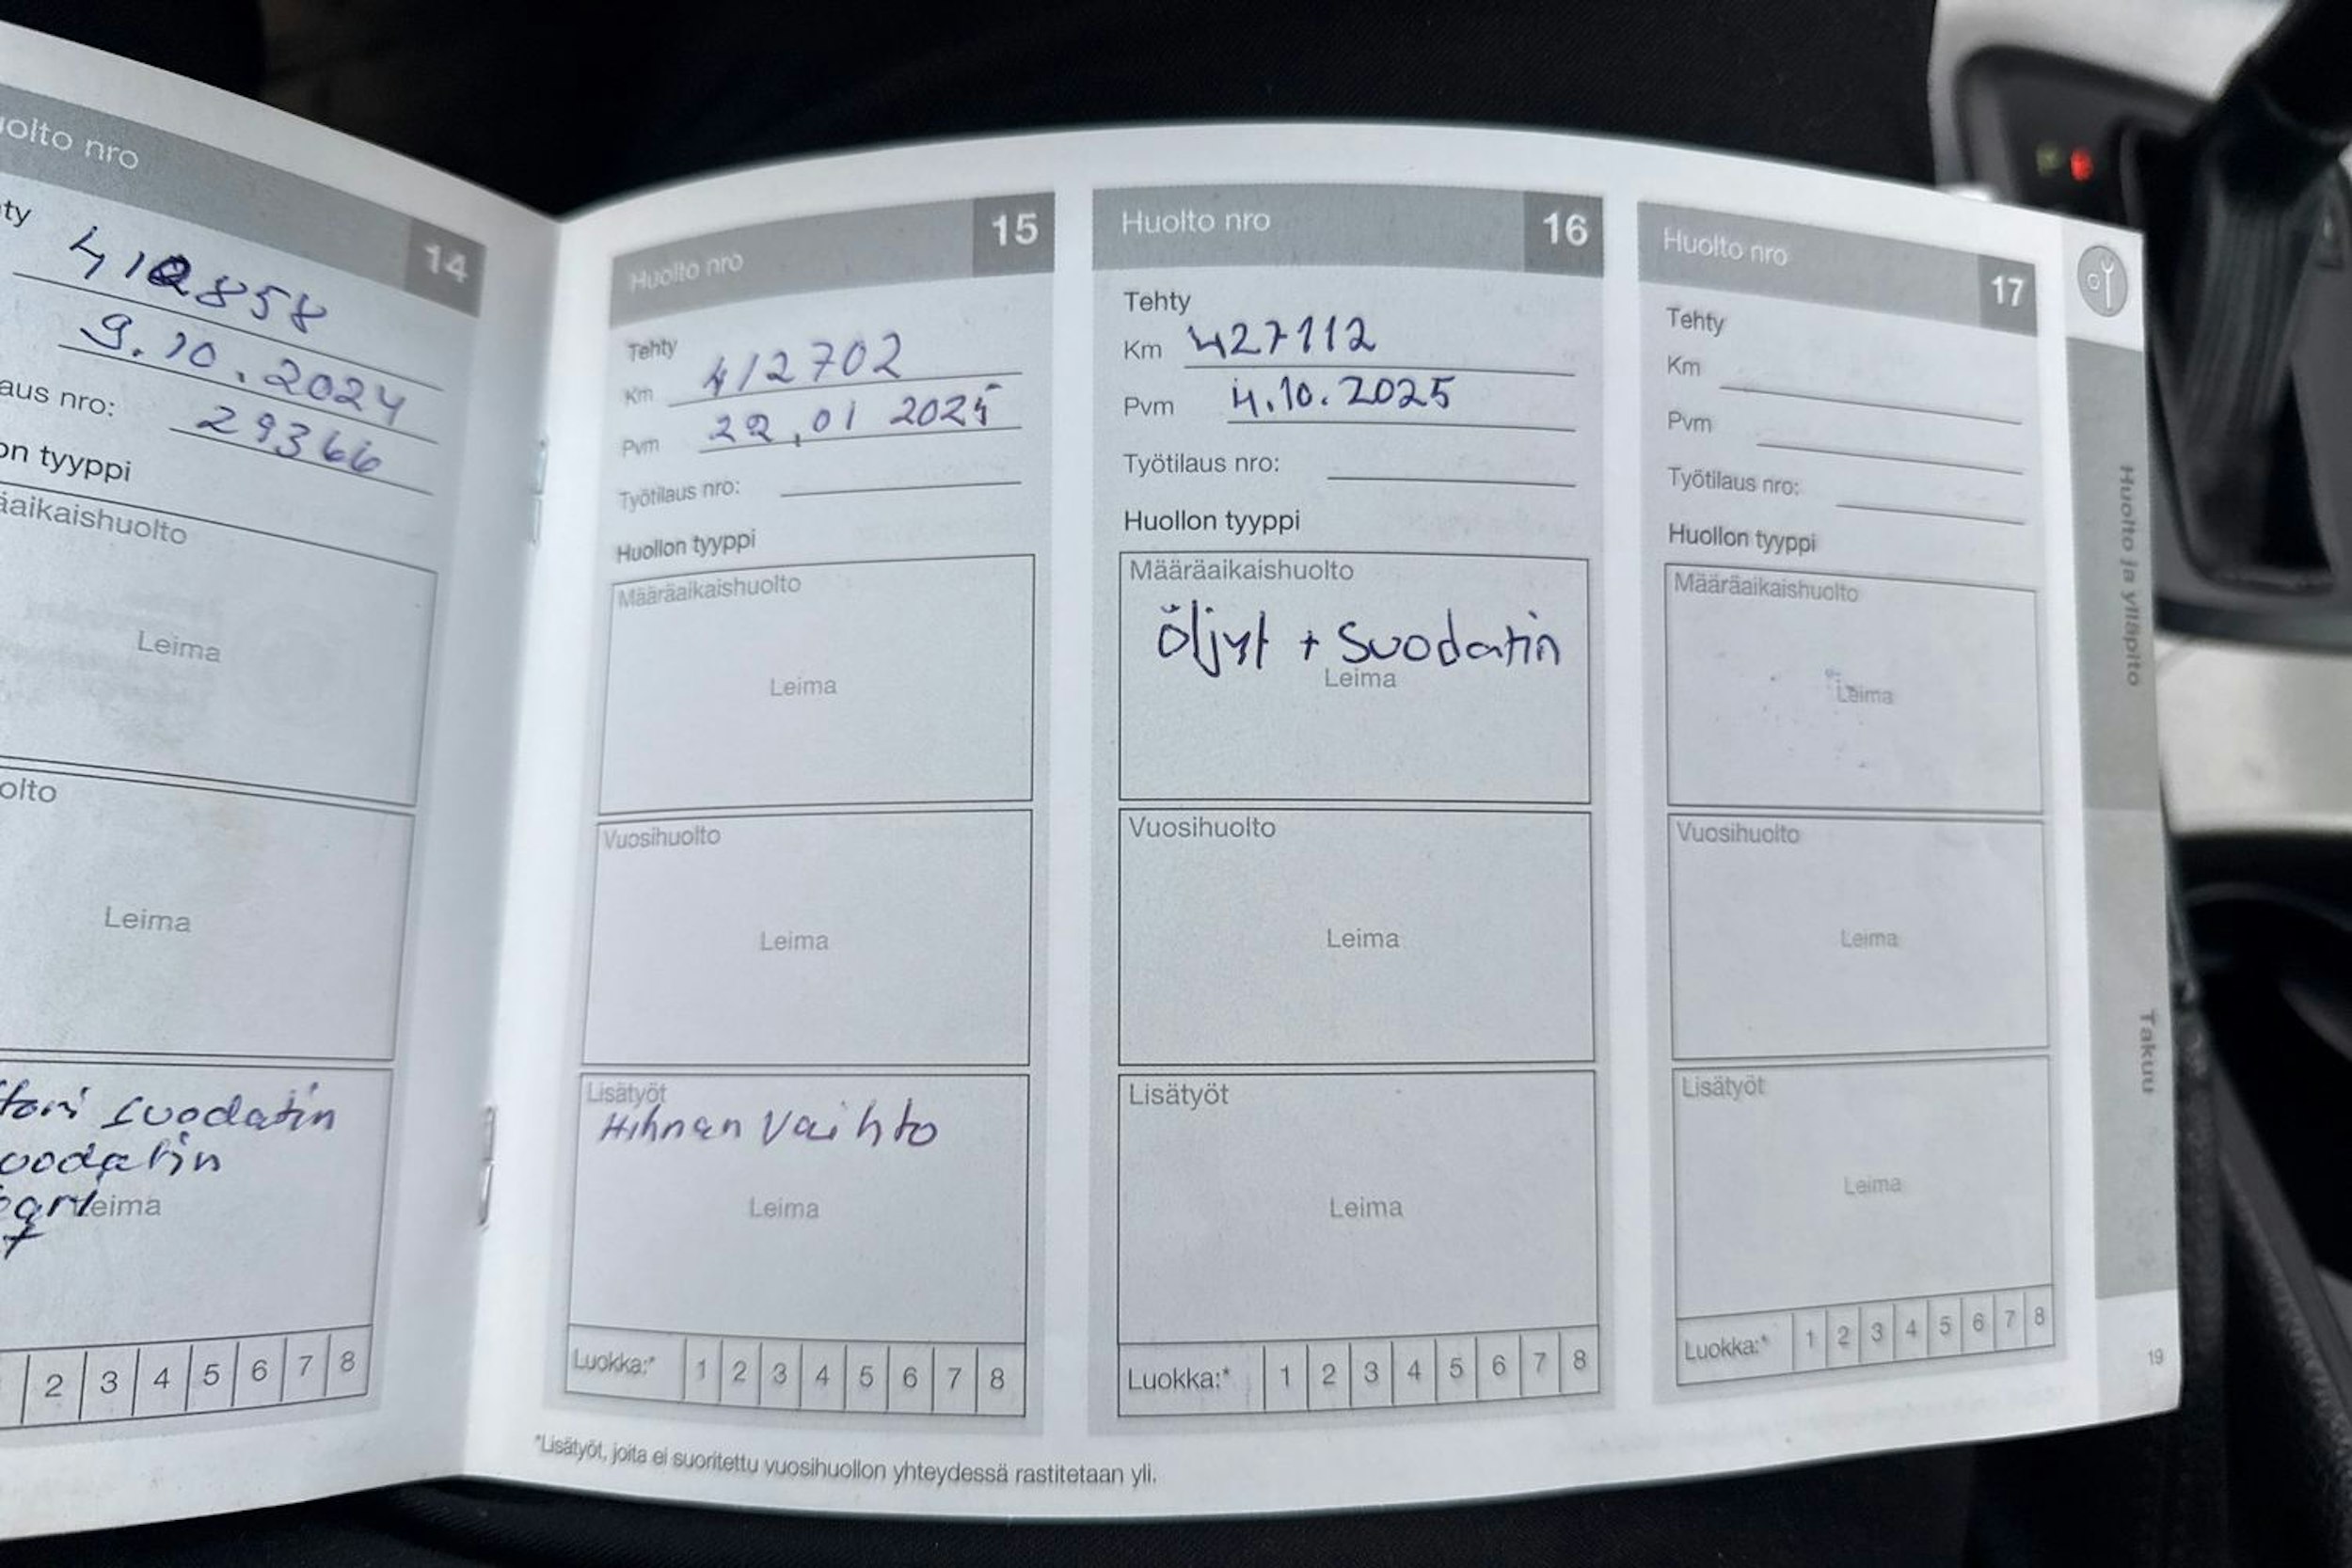 olto nro 14
ty
410858
9.10.2024
aus nro: 29366
on tyyppi
äaikaishuolto
Leima
olto
Leima
suodatin
Leima
2 3 4 5 6 7 8
Huolto nro 15
Tehty
Km 412702
Pvm 22.01 2025
Työtilaus nro:
Huollon tyyppi
Määräaikaishuolto
Leima
Vuosihuolto
Leima
Lisätyöt
Hihnan vaihto
Leima
Luokka:* 1 2 3 4 5 6 7 8
Huolto nro 16
Tehty
Km 427112
Pvm 4.10.2025
Työtilaus nro:
Huollon tyyppi
Määräaikaishuolto
Öljyt + Suodatin
Leima
Vuosihuolto
Leima
Lisätyöt
Leima
Luokka:* 1 2 3 4 5 6 7 8
Huolto nro 17
Tehty
Km
Pvm
Työtilaus nro:
Huollon tyyppi
Määräaikaishuolto
Leima
Vuosihuolto
Leima
Lisätyöt
Leima
Luokka:* 1 2 3 4 5 6 7 8
*Lisätyöt, joita ei suoritettu vuosihuollon yhteydessä rastitetaan yli.
Huolto ja ylläpito
Takuu
19